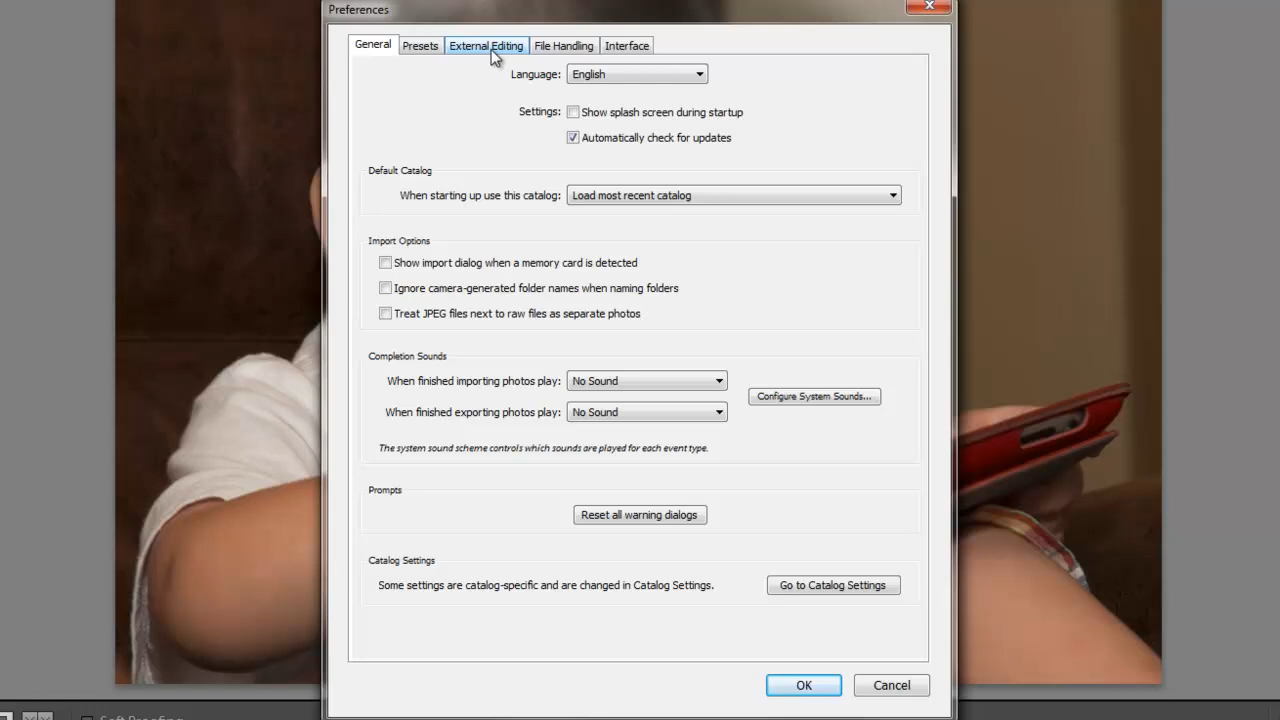 Preferences
General Presets External Editing File Handling Interface
Language: English
Settings: Show splash screen during startup
Automatically check for updates
Default Catalog
When starting up use this catalog: Load most recent catalog
Import Options
Show import dialog when a memory card is detected
Ignore camera-generated folder names when naming folders
Treat JPEG files next to raw files as separate photos
Completion Sounds
When finished importing photos play: No Sound
Configure System Sounds...
When finished exporting photos play: No Sound
The system sound scheme controls which sounds are played for each event type.
Prompts
Reset all warning dialogs
Catalog Settings
Some settings are catalog-specific and are changed in Catalog Settings. Go to Catalog Settings
OK Cancel
Soft Proofing